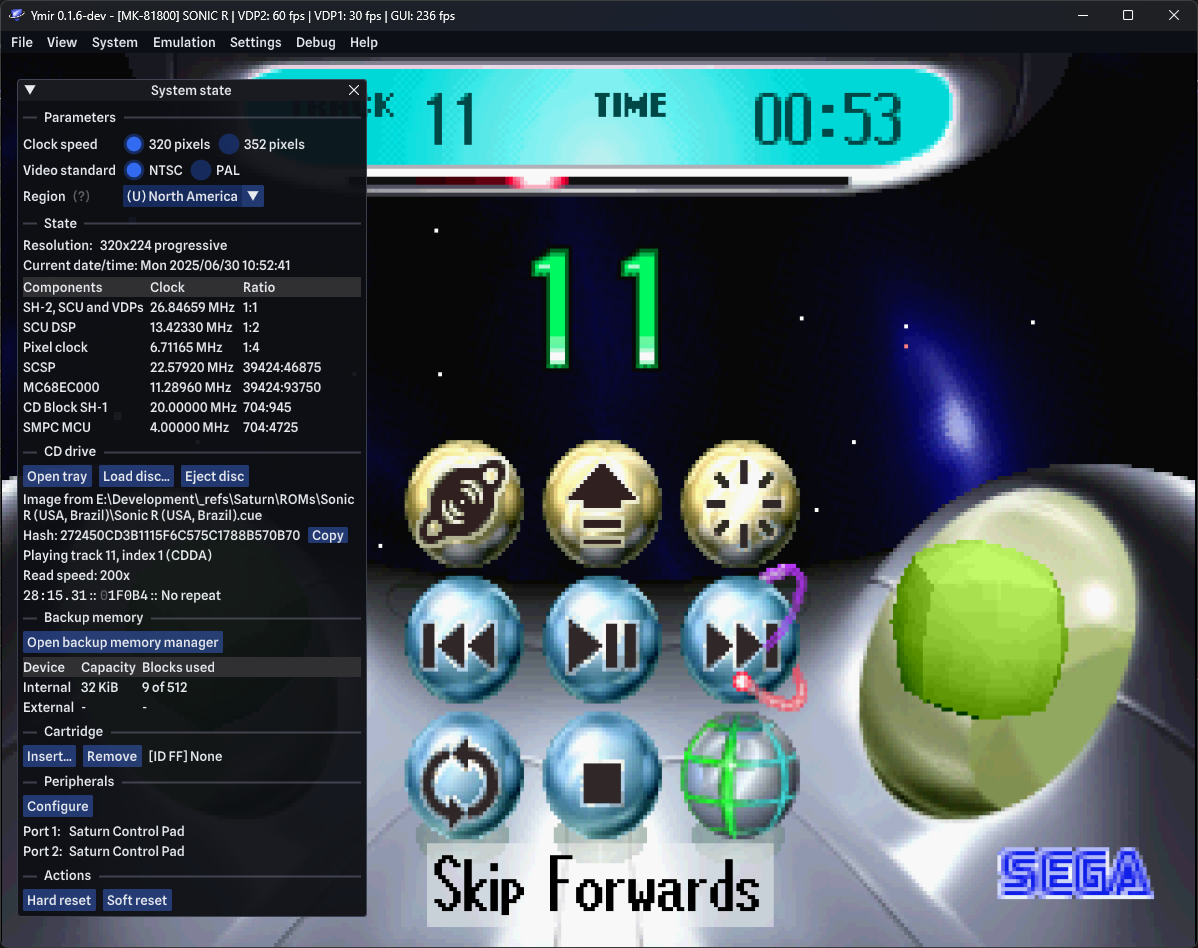 Ymir 0.1.6-dev - [MK-81800] SONIC R | VDP2: 60 fps | VDP1: 30 fps | GUI: 236 fps
File View System Emulation Settings Debug Help
System state
Parameters
Clock speed 320 pixels 352 pixels
Video standard NTSC PAL
Region (?) (U) North America
State
Resolution: 320x224 progressive
Current date/time: Mon 2025/06/30 10:52:41
Components Clock Ratio
SH-2, SCU and VDPs 26.84659 MHz 1:1
SCU DSP 13.42330 MHz 1:2
Pixel clock 6.71165 MHz 1:4
SCSP 22.57920 MHz 39424:46875
MC68EC000 11.28960 MHz 39424:93750
CD Block SH-1 20.00000 MHz 704:945
SMPC MCU 4.00000 MHz 704:4725
CD drive
Open tray Load disc... Eject disc
Image from E:\Development\_refs\Saturn\ROMs\Sonic
R (USA, Brazil)\Sonic R (USA, Brazil).cue
Hash: 272450CD3B1115F6C575C1788B570B70 Copy
Playing track 11, index 1 (CDDA)
Read speed: 200x
28:15.31 :: 01F0B4 :: No repeat
Backup memory
Open backup memory manager
Device Capacity Blocks used
Internal 32 KiB 9 of 512
External - -
Cartridge
Insert... Remove [ID FF] None
Peripherals
Configure
Port 1: Saturn Control Pad
Port 2: Saturn Control Pad
Actions
Hard reset Soft reset
TRACK 11 TIME 00:53
11
Skip Forwards
SEGA